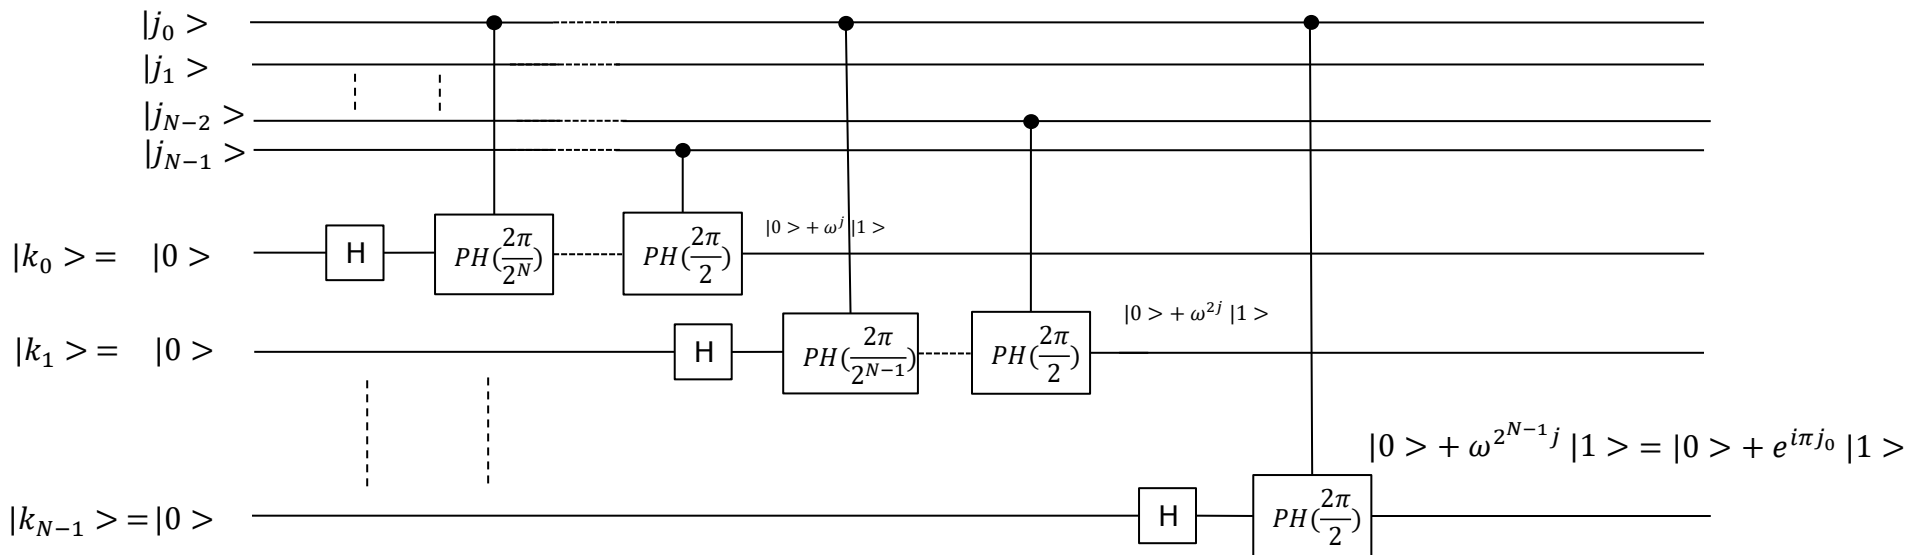 |j₀ >
|j₁ >
|j_{N−2} >
|j_{N−1} >
|k₀ > = |0 > H PH(2π/2^N) PH(2π/2) |0 > + ω^j |1 >
|k₁ > = |0 > H PH(2π/2^{N−1}) PH(2π/2) |0 > + ω^{2j} |1 >
|0 > + ω^{2^{N−1}j} |1 > = |0 > + e^{iπj₀} |1 >
|k_{N−1} > = |0 > H PH(2π/2)